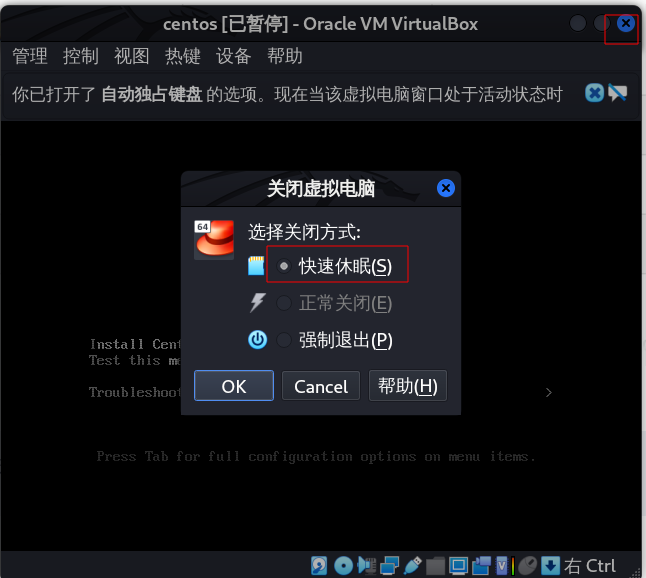 centos [已暂停] - Oracle VM VirtualBox
管理 控制 视图 热键 设备 帮助
你已打开了 自动独占键盘 的选项。现在当该虚拟电脑窗口处于活动状态时
关闭虚拟电脑
64
选择关闭方式:
快速休眠(S)
正常关闭(E)
强制退出(P)
OK Cancel 帮助(H)
Install Cent
Test this me
Troubleshoot >
Press Tab for full configuration options on menu items.
右 Ctrl